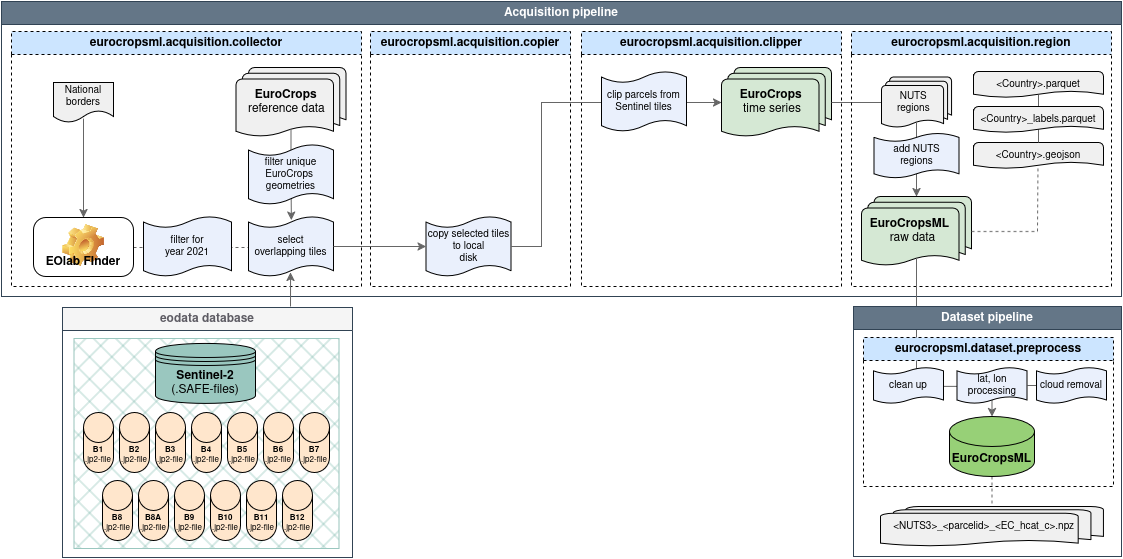 Acquisition pipeline
eurocropsml.acquisition.collector
National
borders
EuroCrops
reference data
filter unique
EuroCrops
geometries
EOlab Finder
filter for
year 2021
select
overlapping tiles
eurocropsml.acquisition.copier
copy selected tiles
to local
disk
eurocropsml.acquisition.clipper
clip parcels from
Sentinel tiles
EuroCrops
time series
eurocropsml.acquisition.region
NUTS
regions
add NUTS
regions
<Country>.parquet
<Country>_labels.parquet
<Country>.geojson
EuroCropsML
raw data
eodata database
Sentinel-2
(.SAFE-files)
B1
.jp2-file
B2
.jp2-file
B3
.jp2-file
B4
.jp2-file
B5
.jp2-file
B6
.jp2-file
B7
.jp2-file
B8
.jp2-file
B8A
.jp2-file
B9
.jp2-file
B10
.jp2-file
B11
.jp2-file
B12
.jp2-file
Dataset pipeline
eurocropsml.dataset.preprocess
clean up
lat, lon
processing
cloud removal
EuroCropsML
<NUTS3>_<parcelid>_<EC_hcat_c>.npz